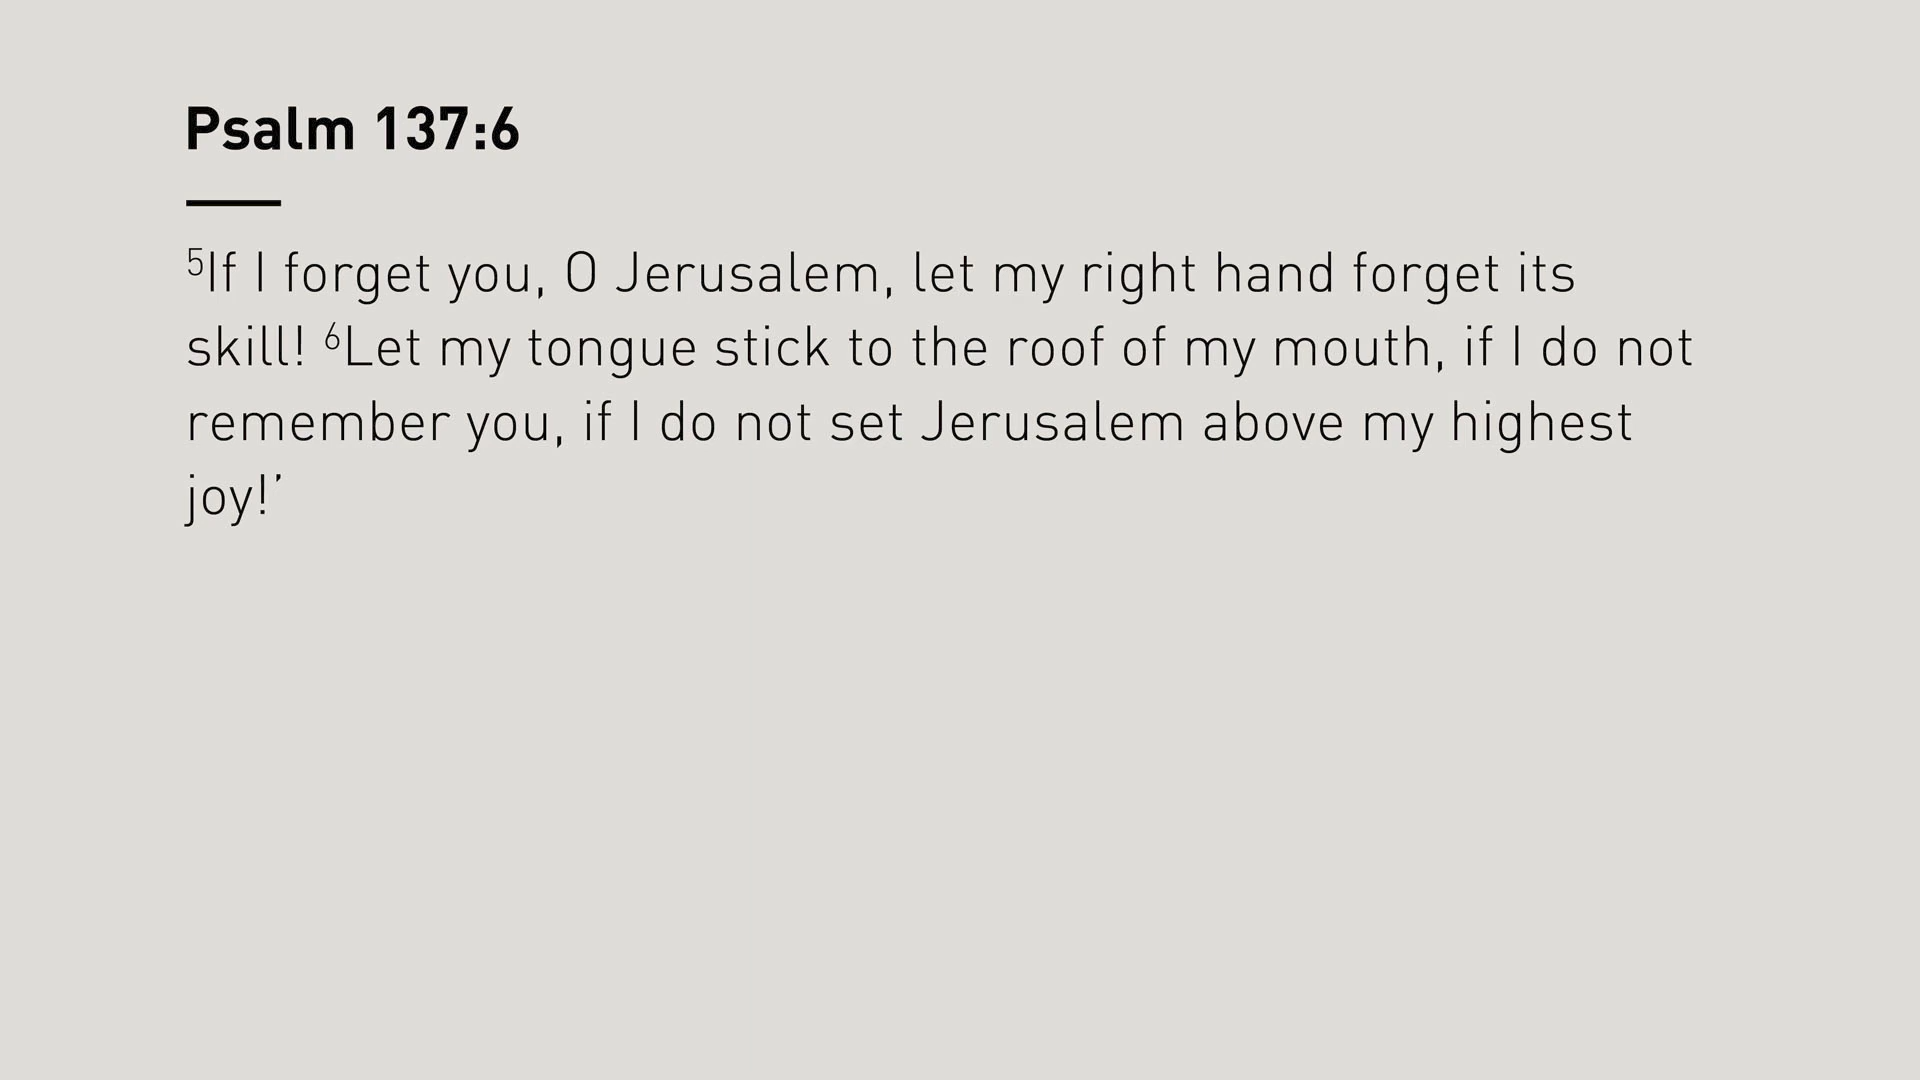 Psalm 137:6
⁵If I forget you, O Jerusalem, let my right hand forget its
skill! ⁶Let my tongue stick to the roof of my mouth, if I do not
remember you, if I do not set Jerusalem above my highest
joy!’